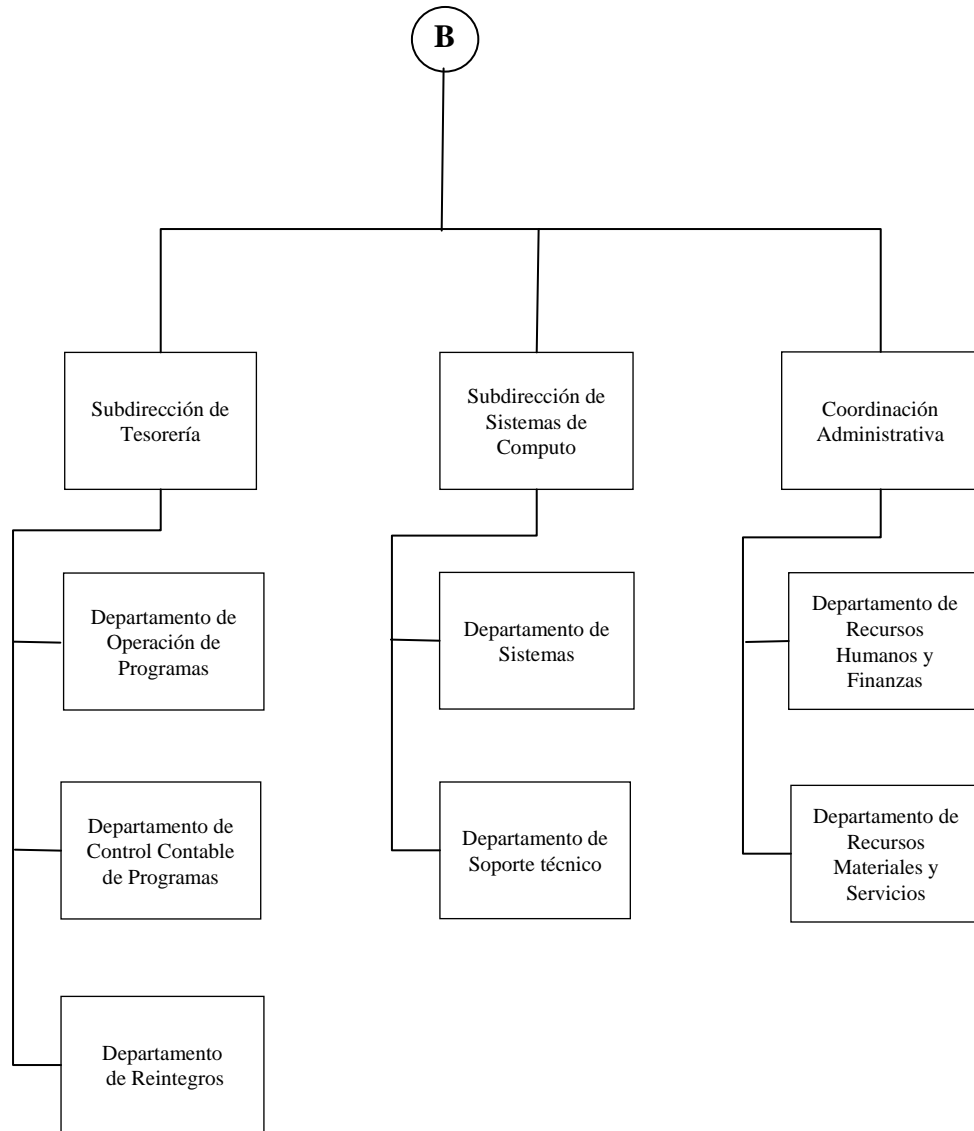 B
Subdirección de
Tesorería
Subdirección de
Sistemas de
Computo
Coordinación
Administrativa
Departamento de
Operación de
Programas
Departamento de
Sistemas
Departamento de
Recursos
Humanos y
Finanzas
Departamento de
Control Contable
de Programas
Departamento de
Soporte técnico
Departamento de
Recursos
Materiales y
Servicios
Departamento
de Reintegros